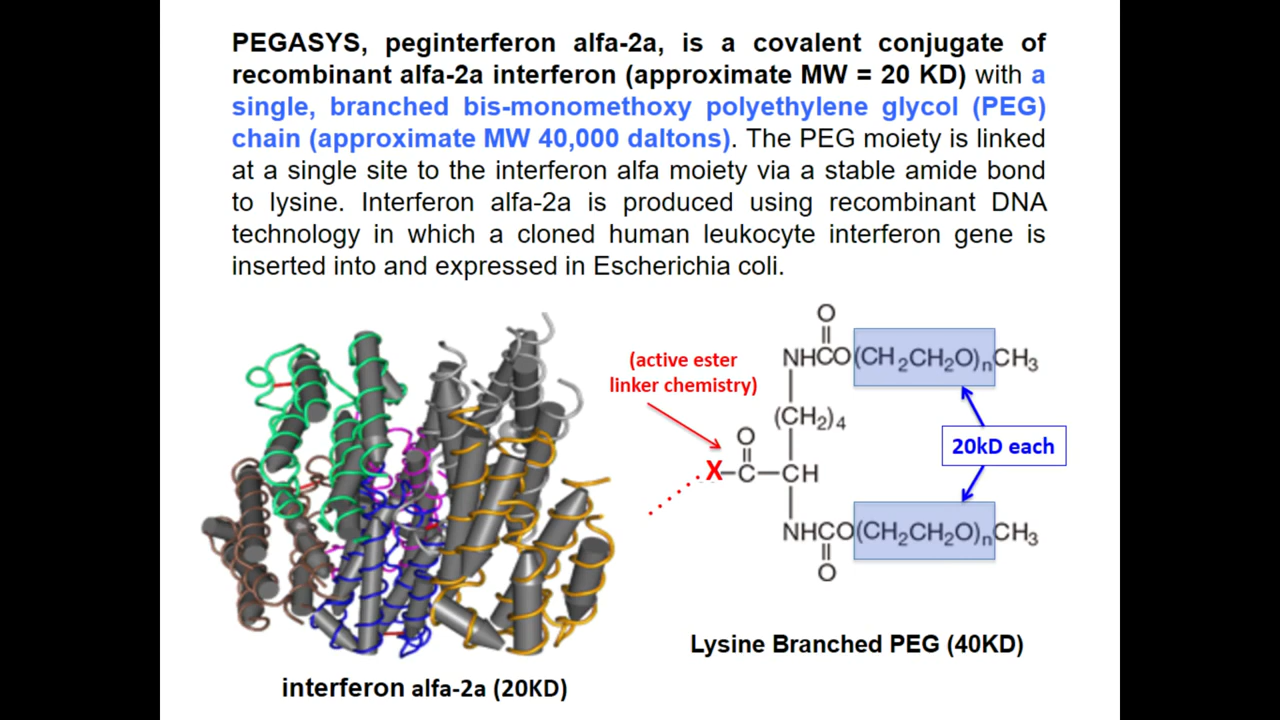 PEGASYS, peginterferon alfa-2a, is a covalent conjugate of
recombinant alfa-2a interferon (approximate MW = 20 KD) with a
single, branched bis-monomethoxy polyethylene glycol (PEG)
chain (approximate MW 40,000 daltons). The PEG moiety is linked
at a single site to the interferon alfa moiety via a stable amide bond
to lysine. Interferon alfa-2a is produced using recombinant DNA
technology in which a cloned human leukocyte interferon gene is
inserted into and expressed in Escherichia coli.
(active ester
linker chemistry)
O
NHCO(CH₂CH₂O)ₙCH₃
(CH₂)₄
O
X–C–CH
20kD each
NHCO(CH₂CH₂O)ₙCH₃
O
Lysine Branched PEG (40KD)
interferon alfa-2a (20KD)